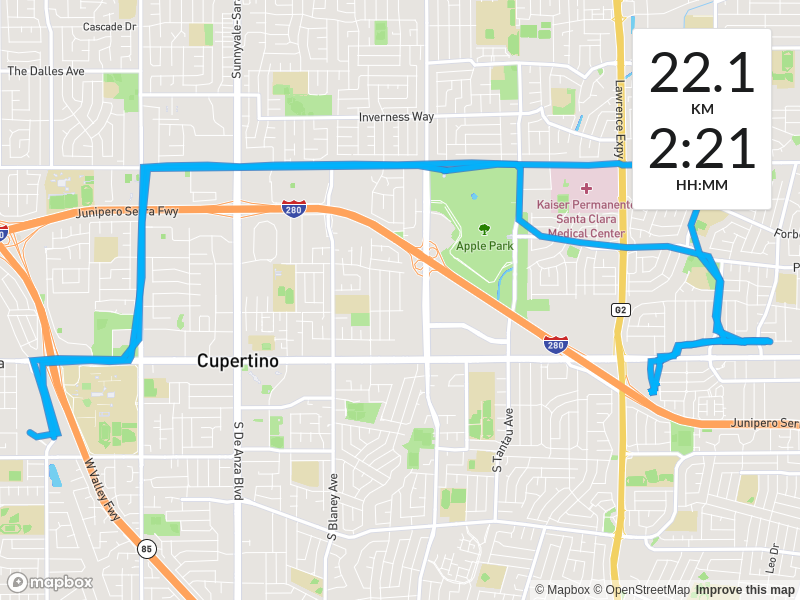 Cascade Dr
Sunnyvale-Sar
The Dalles Ave
Lawrence Expy
22.1
KM
2:21
HH:MM
Inverness Way
Junipero Serra Fwy
280
Kaiser Permanente
Santa Clara
Medical Center
Apple Park
Forbe
P
0
G2
280
a
Cupertino
S De Anza Blvd
S Tantau Ave
Junipero Ser
W Valley Fwy
S Blaney Ave
85
Leo Dr
mapbox
© Mapbox © OpenStreetMap Improve this map